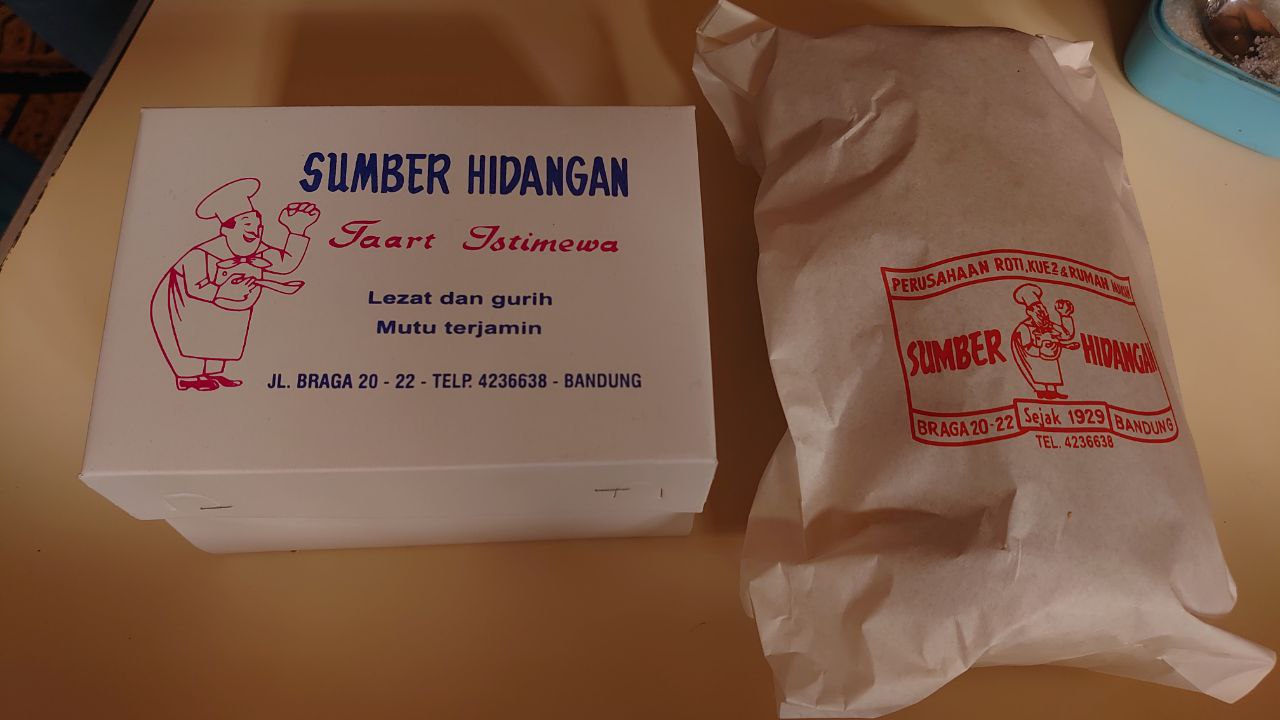 SUMBER HIDANGAN
Taart Istimewa
Lezat dan gurih
Mutu terjamin
JL. BRAGA 20 - 22 - TELP. 4236638 - BANDUNG
PERUSAHAAN ROTI, KUE2 & RUMAH
SUMBER HIDANGAN
BRAGA 20-22 Sejak 1929 BANDUNG
TEL. 4236638